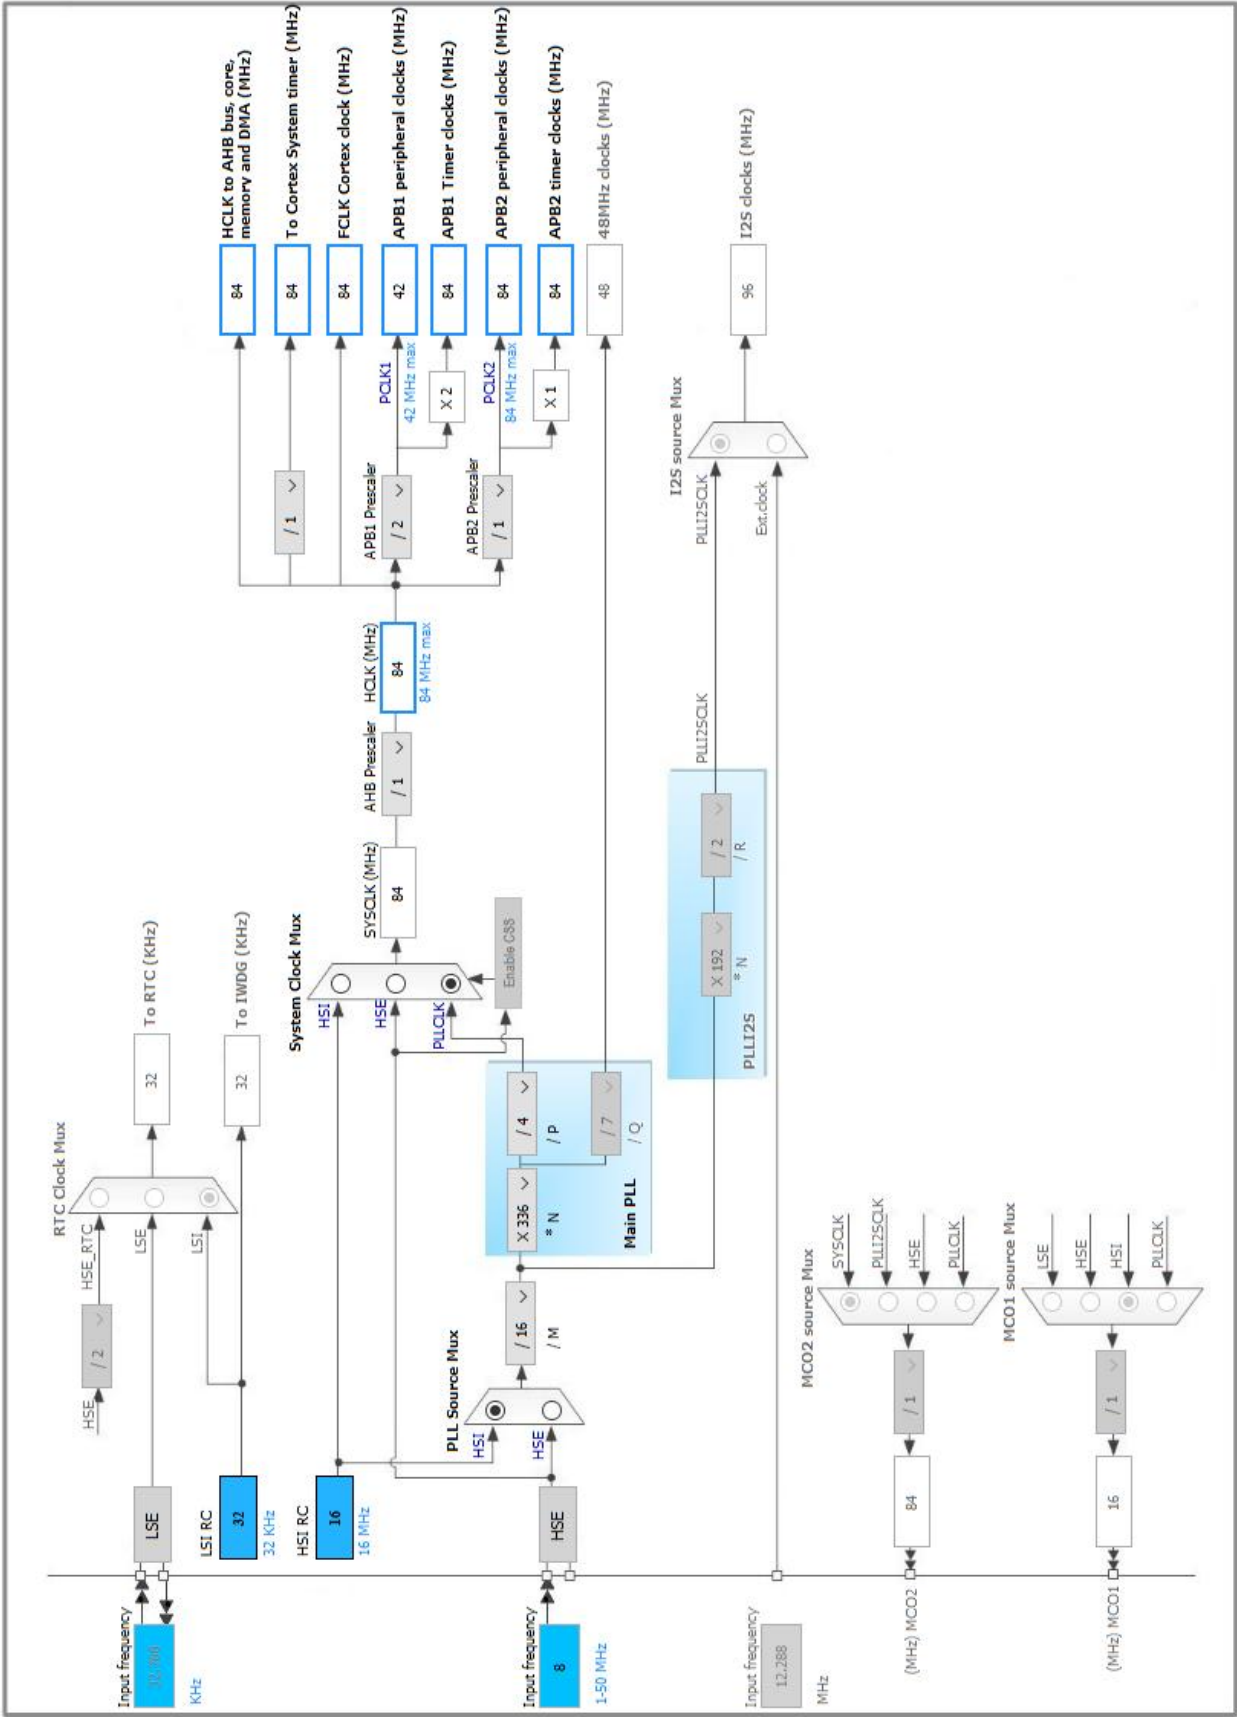 Input frequency
KHz
LSE
HSE
/ 2
HSE_RTC
LSE
LSI
RTC Clock Mux
32
To RTC (KHz)
LSI RC
32
32 KHz
32
To IWDG (KHz)
HSI RC
16
16 MHz
System Clock Mux
HSI
HSE
PLLCLK
SYSCLK (MHz)
84
AHB Prescaler
/ 1
HCLK (MHz)
84
84 MHz max
HCLK to AHB bus, core,
memory and DMA (MHz)
84
/ 1
84
To Cortex System timer (MHz)
84
FCLK Cortex clock (MHz)
APB1 Prescaler
/ 2
PCLK1
42 MHz max
42
APB1 peripheral clocks (MHz)
X 2
84
APB1 Timer clocks (MHz)
APB2 Prescaler
/ 1
PCLK2
84 MHz max
84
APB2 peripheral clocks (MHz)
X 1
84
APB2 timer clocks (MHz)
Enable CSS
Input frequency
8
1-50 MHz
HSE
PLL Source Mux
HSI
HSE
/ 16
/ M
X 336
* N
/ 4
/ P
/ 7
/ Q
Main PLL
48
48MHz clocks (MHz)
X 192
* N
/ 2
/ R
PLLI2S
PLLI2SCLK
PLLI2SCLK
Ext.clock
I2S source Mux
96
I2S clocks (MHz)
Input frequency
12.288
MHz
MCO2 source Mux
SYSCLK
PLLI2SCLK
HSE
PLLCLK
/ 1
84
(MHz) MCO2
MCO1 source Mux
LSE
HSE
HSI
PLLCLK
/ 1
16
(MHz) MCO1